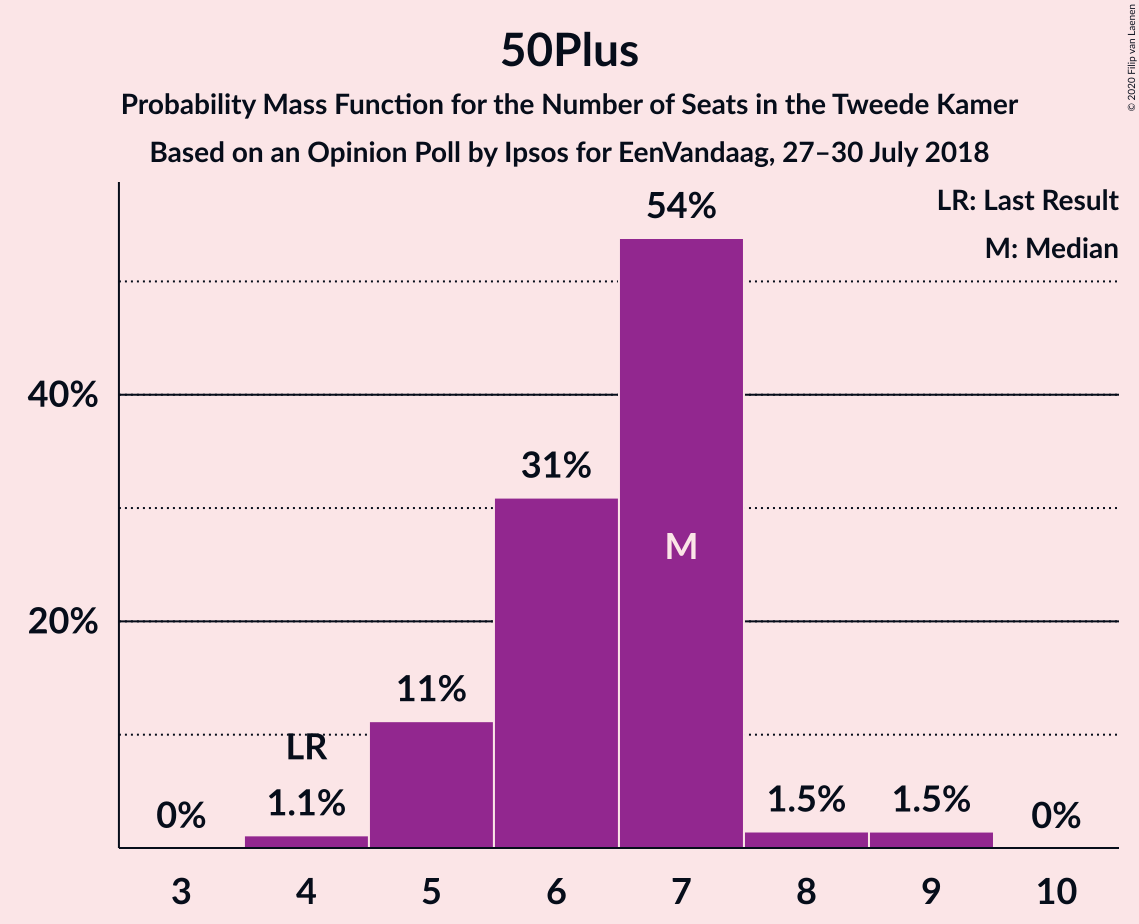 50Plus
Probability Mass Function for the Number of Seats in the Tweede Kamer
Based on an Opinion Poll by Ipsos for EenVandaag, 27–30 July 2018
© 2020 Filip van Laenen
LR: Last Result
M: Median
54%
40%
31%
M
20%
11%
LR
0%
1.1%
1.5%
1.5%
0%
3 4 5 6 7 8 9 10